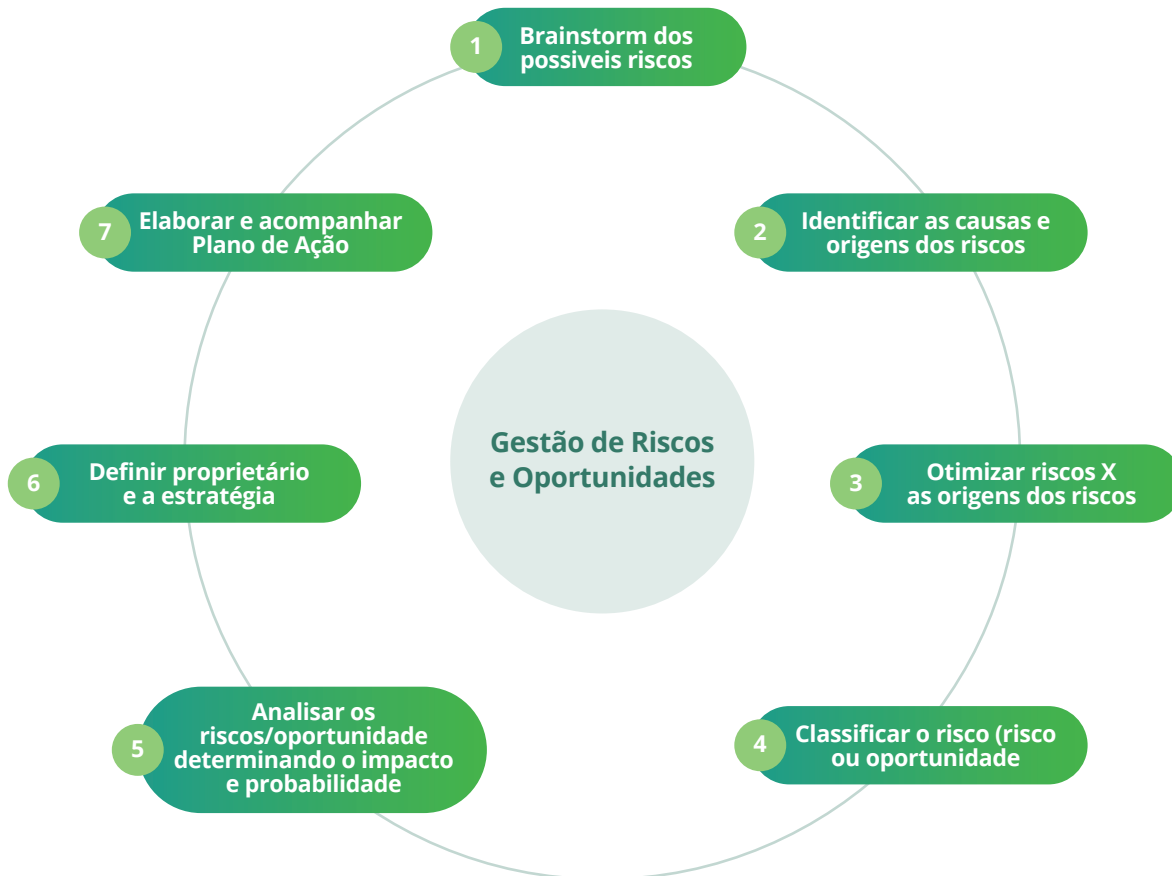 1
Brainstorm dos
possiveis riscos
2
Identificar as causas e
origens dos riscos
3
Otimizar riscos X
as origens dos riscos
4
Classificar o risco (risco
ou oportunidade
5
Analisar os
riscos/oportunidade
determinando o impacto
e probabilidade
6
Definir proprietário
e a estratégia
7
Elaborar e acompanhar
Plano de Ação
Gestão de Riscos
e Oportunidades